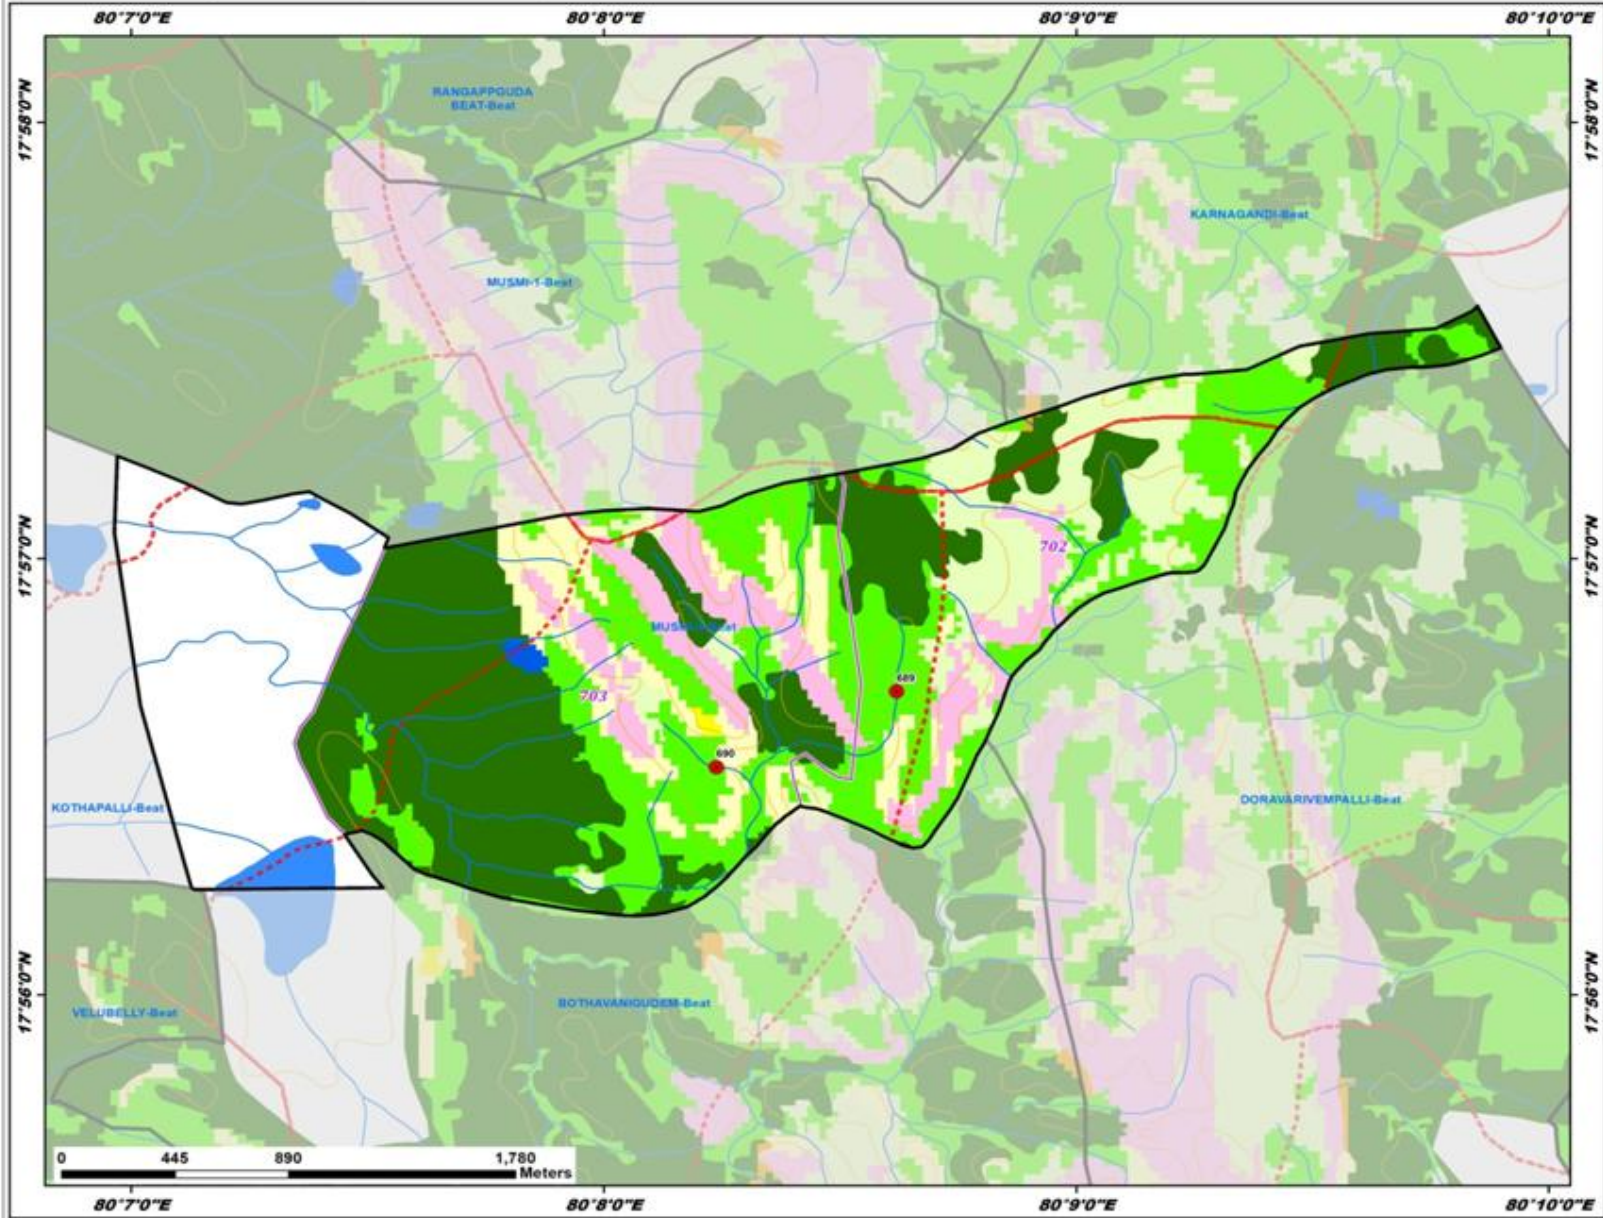 80°7'0"E 80°8'0"E 80°9'0"E 80°10'0"E
17°58'0"N
17°58'0"N
RANGAPPGUDA
BEAT-Beat
KARNAGANDI-Beat
MUSMI-1-Beat
17°57'0"N
17°57'0"N
702
689
703
690
KOTHAPALLI-Beat
DORAVARIVEMPALLI-Beat
17°56'0"N
17°56'0"N
VELUBELLY-Beat
BOTHAVANIGUDEM-Beat
0 445 890 1,780
Meters
80°7'0"E 80°8'0"E 80°9'0"E 80°10'0"E